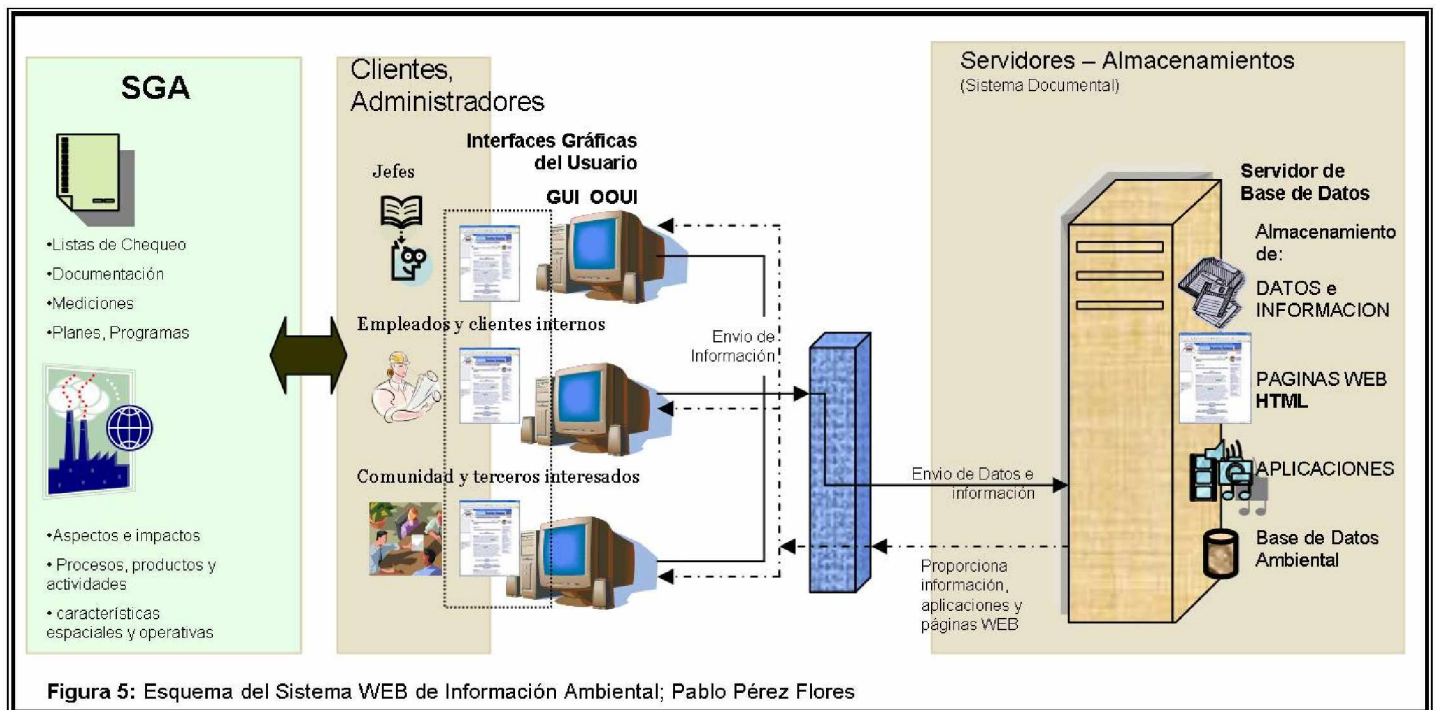 SGA
•Listas de Chequeo
•Documentación
•Mediciones
•Planes, Programas
•Aspectos e impactos
• Procesos, productos y
actividades
• características
espaciales y operativas
Clientes,
Administradores
Interfaces Gráficas
del Usuario
GUI OOUI
Jefes
Empleados y clientes internos
Comunidad y terceros interesados
Envio de
Información
Envio de Datos e
información
Proporciona
información,
aplicaciones y
páginas WEB
Servidores – Almacenamientos
(Sistema Documental)
Servidor de
Base de Datos
Almacenamiento
de:
DATOS e
INFORMACION
PAGINAS WEB
HTML
APLICACIONES
Base de Datos
Ambiental
Figura 5: Esquema del Sistema WEB de Información Ambiental; Pablo Pérez Flores